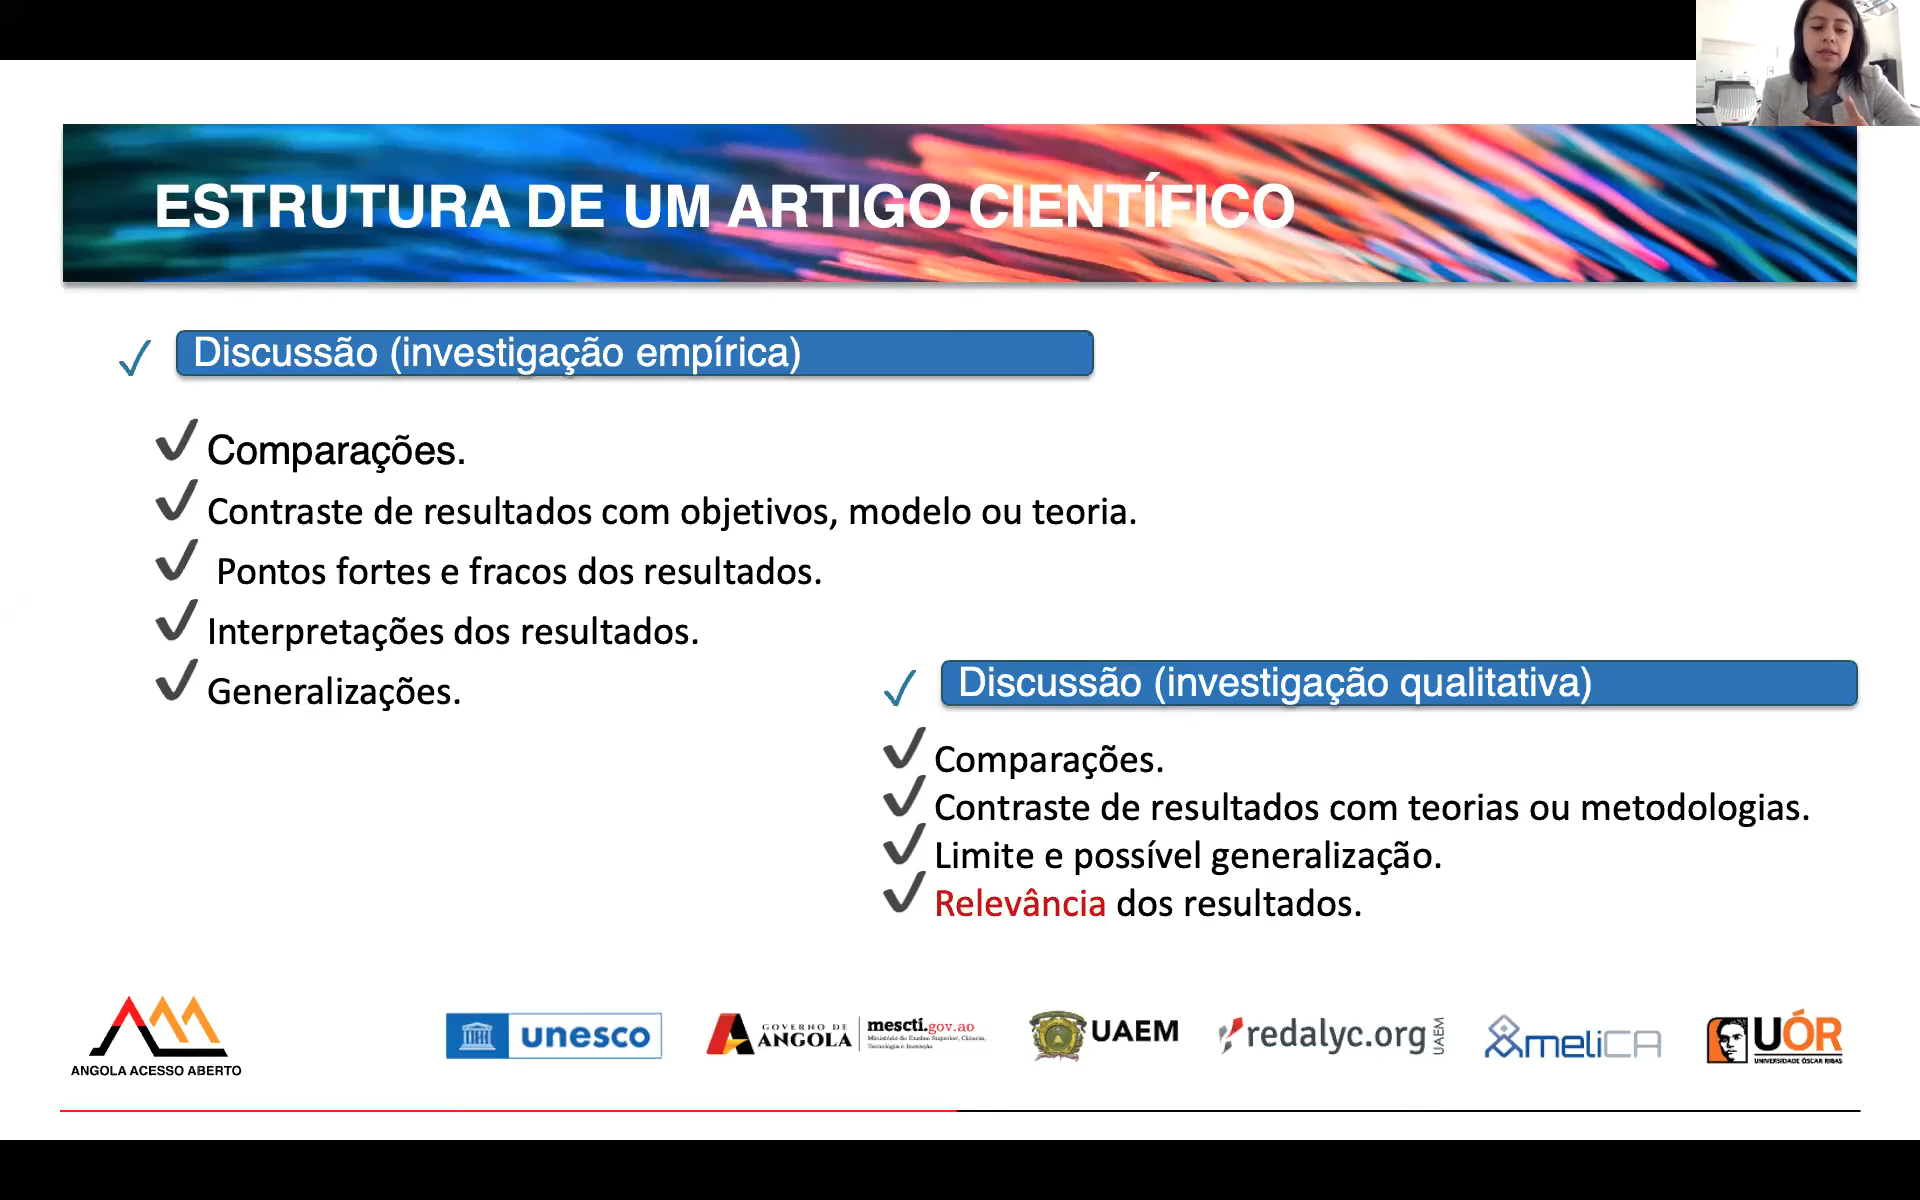 ESTRUTURA DE UM ARTIGO CIENTÍFICO
Discussão (investigação empírica)
Comparações.
Contraste de resultados com objetivos, modelo ou teoria.
Pontos fortes e fracos dos resultados.
Interpretações dos resultados.
Generalizações.
Discussão (investigação qualitativa)
Comparações.
Contraste de resultados com teorias ou metodologias.
Limite e possível generalização.
Relevância dos resultados.
ANGOLA ACESSO ABERTO
unesco
GOVERNO DE
ANGOLA
mescti.gov.ao
Ministério do Ensino Superior, Ciência,
Tecnologia e Inovação
UAEM
redalyc.org
UAEM
meliCA
UÓR
UNIVERSIDADE ÓSCAR RIBAS